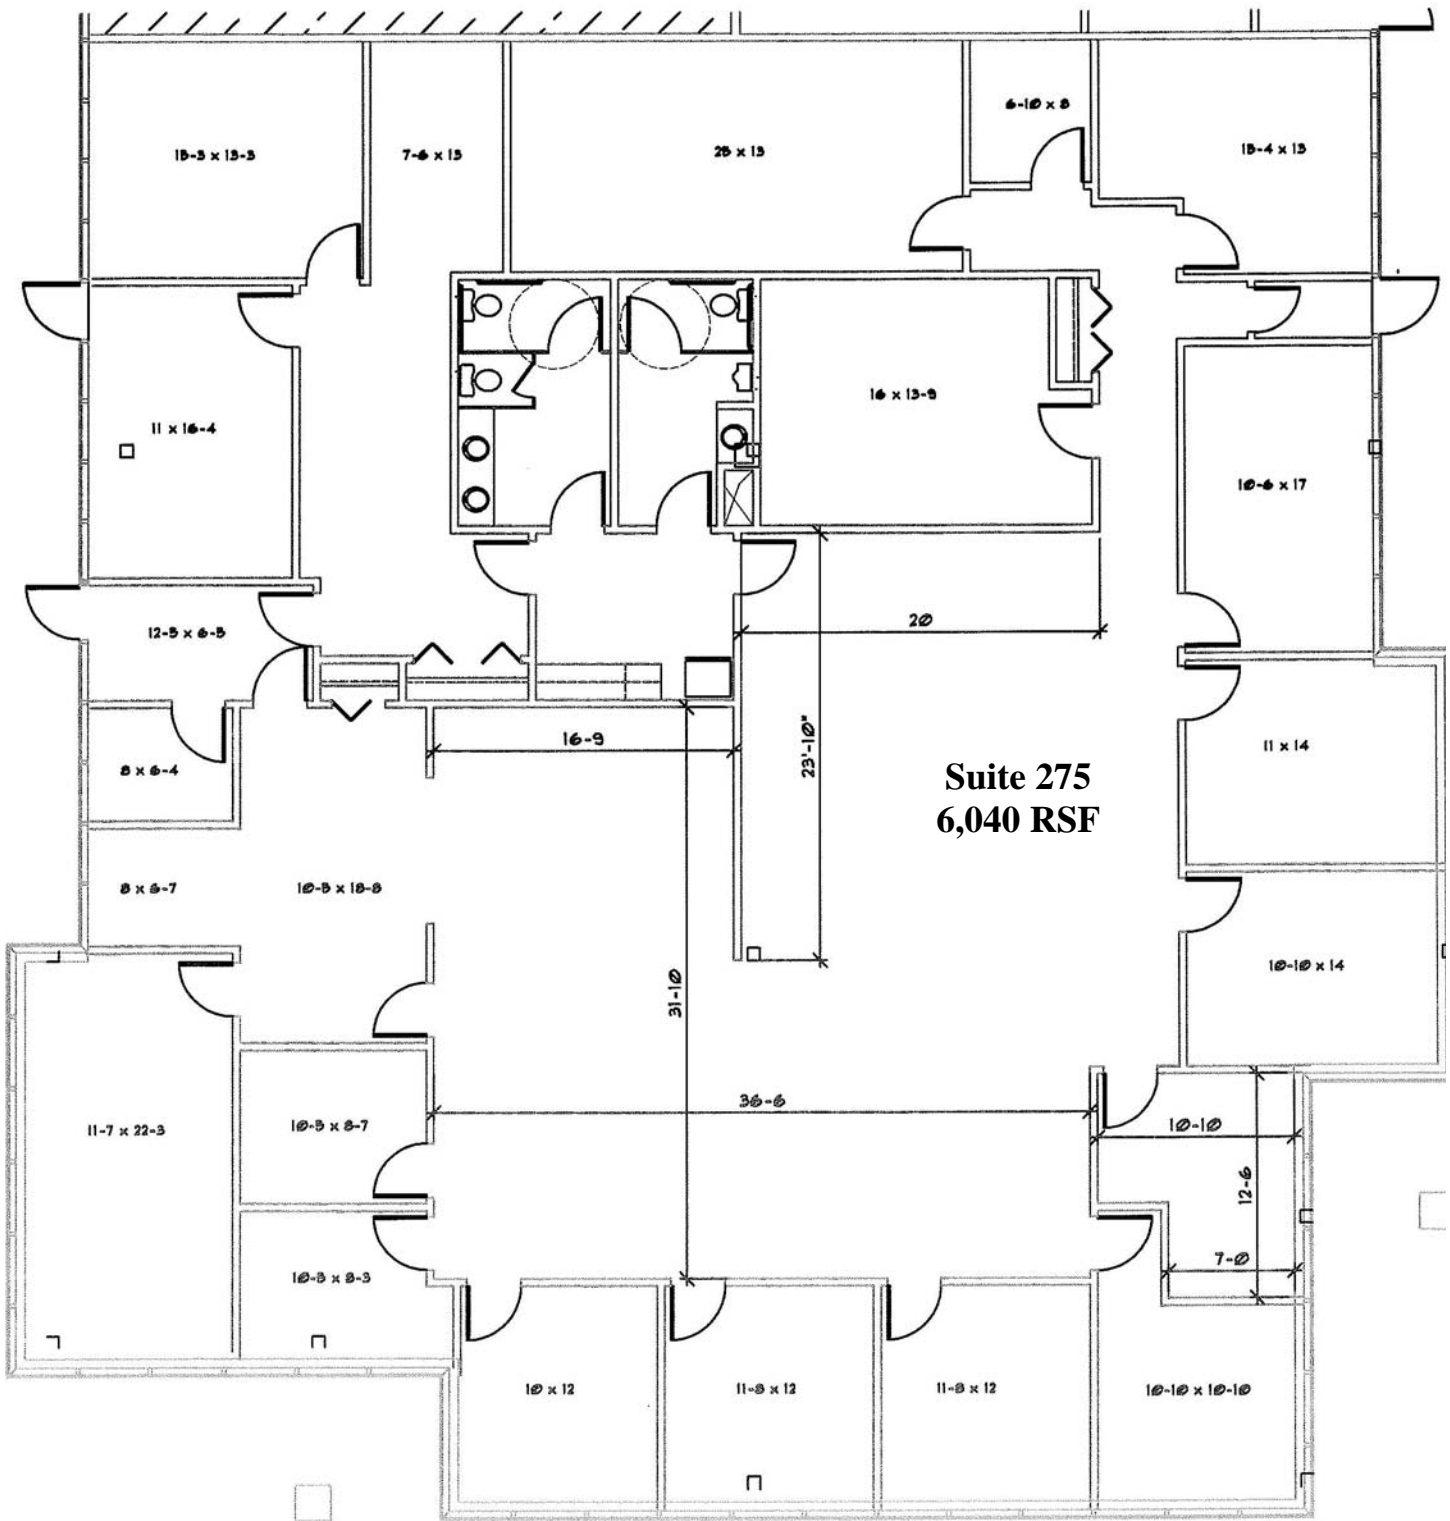 15-3 x 13-3
7-6 x 13
25 x 13
6-10 x 8
15-4 x 13
11 x 16-4
16 x 13-9
10-6 x 17
12-5 x 6-5
20
16-9
23'-10"
8 x 6-4
Suite 275
6,040 RSF
11 x 14
8 x 6-7
10-5 x 18-8
31-10
10-10 x 14
11-7 x 22-3
10-5 x 8-7
36-6
10-10
12-6
10-5 x 8-3
7-0
10 x 12
11-3 x 12
11-3 x 12
10-10 x 10-10